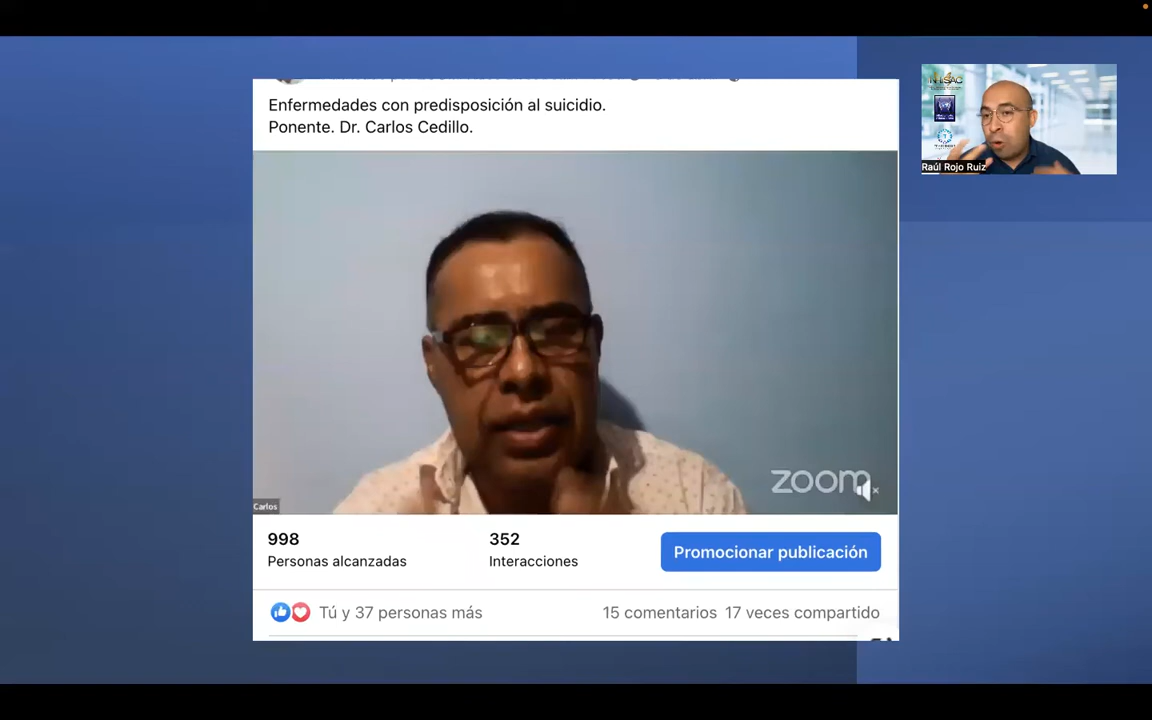 Enfermedades con predisposición al suicidio.
Ponente. Dr. Carlos Cedillo.
Raúl Rojo Ruiz
zoom
Carlos
998
Personas alcanzadas
352
Interacciones
Promocionar publicación
Tú y 37 personas más
15 comentarios 17 veces compartido